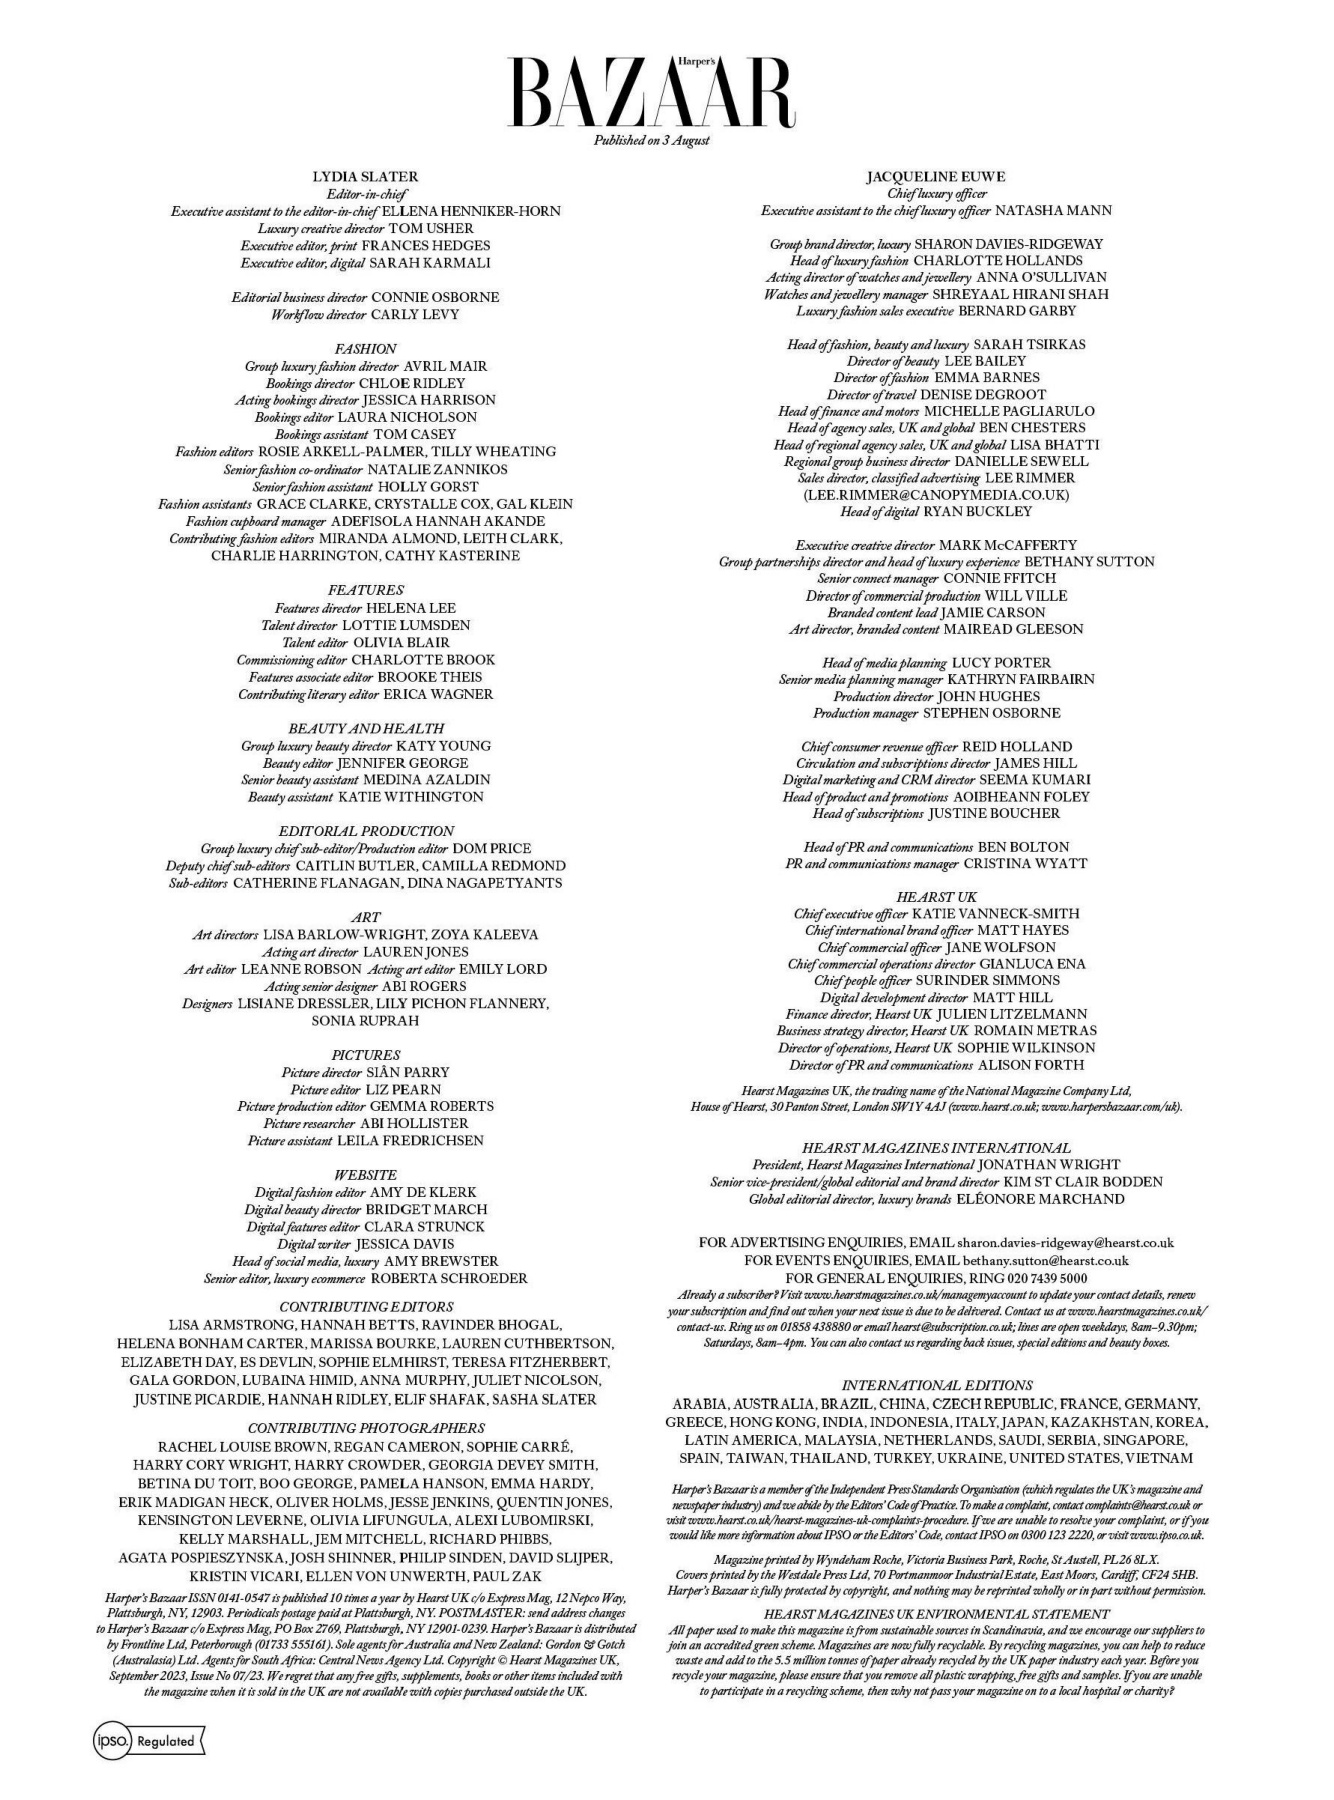 Harper's
BAZAAR
Published on 3 August
LYDIA SLATER
Editor-in-chief
Executive assistant to the editor-in-chief ELLENA HENNIKER-HORN
Luxury creative director TOM USHER
Executive editor, print FRANCES HEDGES
Executive editor, digital SARAH KARMALI
Editorial business director CONNIE OSBORNE
Workflow director CARLY LEVY
FASHION
Group luxury fashion director AVRIL MAIR
Bookings director CHLOE RIDLEY
Acting bookings director JESSICA HARRISON
Bookings editor LAURA NICHOLSON
Bookings assistant TOM CASEY
Fashion editors ROSIE ARKELL-PALMER, TILLY WHEATING
Senior fashion co-ordinator NATALIE ZANNIKOS
Senior fashion assistant HOLLY GORST
Fashion assistants GRACE CLARKE, CRYSTALLE COX, GAL KLEIN
Fashion cupboard manager ADEFISOLA HANNAH AKANDE
Contributing fashion editors MIRANDA ALMOND, LEITH CLARK,
CHARLIE HARRINGTON, CATHY KASTERINE
FEATURES
Features director HELENA LEE
Talent director LOTTIE LUMSDEN
Talent editor OLIVIA BLAIR
Commissioning editor CHARLOTTE BROOK
Features associate editor BROOKE THEIS
Contributing literary editor ERICA WAGNER
BEAUTY AND HEALTH
Group luxury beauty director KATY YOUNG
Beauty editor JENNIFER GEORGE
Senior beauty assistant MEDINA AZALDIN
Beauty assistant KATIE WITHINGTON
EDITORIAL PRODUCTION
Group luxury chief sub-editor/Production editor DOM PRICE
Deputy chief sub-editors CAITLIN BUTLER, CAMILLA REDMOND
Sub-editors CATHERINE FLANAGAN, DINA NAGAPETYANTS
ART
Art directors LISA BARLOW-WRIGHT, ZOYA KALEEVA
Acting art director LAUREN JONES
Art editor LEANNE ROBSON Acting art editor EMILY LORD
Acting senior designer ABI ROGERS
Designers LISIANE DRESSLER, LILY PICHON FLANNERY,
SONIA RUPRAH
PICTURES
Picture director SIÂN PARRY
Picture editor LIZ PEARN
Picture production editor GEMMA ROBERTS
Picture researcher ABI HOLLISTER
Picture assistant LEILA FREDRICHSEN
WEBSITE
Digital fashion editor AMY DE KLERK
Digital beauty director BRIDGET MARCH
Digital features editor CLARA STRUNCK
Digital writer JESSICA DAVIS
Head of social media, luxury AMY BREWSTER
Senior editor, luxury ecommerce ROBERTA SCHROEDER
CONTRIBUTING EDITORS
LISA ARMSTRONG, HANNAH BETTS, RAVINDER BHOGAL,
HELENA BONHAM CARTER, MARISSA BOURKE, LAUREN CUTHBERTSON,
ELIZABETH DAY, ES DEVLIN, SOPHIE ELMHIRST, TERESA FITZHERBERT,
GALA GORDON, LUBAINA HIMID, ANNA MURPHY, JULIET NICOLSON,
JUSTINE PICARDIE, HANNAH RIDLEY, ELIF SHAFAK, SASHA SLATER
CONTRIBUTING PHOTOGRAPHERS
RACHEL LOUISE BROWN, REGAN CAMERON, SOPHIE CARRÉ,
HARRY CORY WRIGHT, HARRY CROWDER, GEORGIA DEVEY SMITH,
BETINA DU TOIT, BOO GEORGE, PAMELA HANSON, EMMA HARDY,
ERIK MADIGAN HECK, OLIVER HOLMS, JESSE JENKINS, QUENTIN JONES,
KENSINGTON LEVERNE, OLIVIA LIFUNGULA, ALEXI LUBOMIRSKI,
KELLY MARSHALL, JEM MITCHELL, RICHARD PHIBBS,
AGATA POSPIESZYNSKA, JOSH SHINNER, PHILIP SINDEN, DAVID SLIJPER,
KRISTIN VICARI, ELLEN VON UNWERTH, PAUL ZAK
Harper's Bazaar ISSN 0141-0547 is published 10 times a year by Hearst UK c/o Express Mag, 12 Nepco Way,
Plattsburgh, NY, 12903. Periodicals postage paid at Plattsburgh, NY. POSTMASTER: send address changes
to Harper's Bazaar c/o Express Mag, PO Box 2769, Plattsburgh, NY 12901-0239. Harper's Bazaar is distributed
by Frontline Ltd, Peterborough (01733 555161). Sole agents for Australia and New Zealand: Gordon & Gotch
(Australasia) Ltd. Agents for South Africa: Central News Agency Ltd. Copyright © Hearst Magazines UK,
September 2023, Issue No 07/23. We regret that any free gifts, supplements, books or other items included with
the magazine when it is sold in the UK are not available with copies purchased outside the UK.
ipso. Regulated
JACQUELINE EUWE
Chief luxury officer
Executive assistant to the chief luxury officer NATASHA MANN
Group brand director, luxury SHARON DAVIES-RIDGEWAY
Head of luxury fashion CHARLOTTE HOLLANDS
Acting director of watches and jewellery ANNA O'SULLIVAN
Watches and jewellery manager SHREYAAL HIRANI SHAH
Luxury fashion sales executive BERNARD GARBY
Head of fashion, beauty and luxury SARAH TSIRKAS
Director of beauty LEE BAILEY
Director of fashion EMMA BARNES
Director of travel DENISE DEGROOT
Head of finance and motors MICHELLE PAGLIARULO
Head of agency sales, UK and global BEN CHESTERS
Head of regional agency sales, UK and global LISA BHATTI
Regional group business director DANIELLE SEWELL
Sales director, classified advertising LEE RIMMER
(LEE.RIMMER@CANOPYMEDIA.CO.UK)
Head of digital RYAN BUCKLEY
Executive creative director MARK McCAFFERTY
Group partnerships director and head of luxury experience BETHANY SUTTON
Senior connect manager CONNIE FFITCH
Director of commercial production WILL VILLE
Branded content lead JAMIE CARSON
Art director, branded content MAIREAD GLEESON
Head of media planning LUCY PORTER
Senior media planning manager KATHRYN FAIRBAIRN
Production director JOHN HUGHES
Production manager STEPHEN OSBORNE
Chief consumer revenue officer REID HOLLAND
Circulation and subscriptions director JAMES HILL
Digital marketing and CRM director SEEMA KUMARI
Head of product and promotions AOIBHEANN FOLEY
Head of subscriptions JUSTINE BOUCHER
Head of PR and communications BEN BOLTON
PR and communications manager CRISTINA WYATT
HEARST UK
Chief executive officer KATIE VANNECK-SMITH
Chief international brand officer MATT HAYES
Chief commercial officer JANE WOLFSON
Chief commercial operations director GIANLUCA ENA
Chief people officer SURINDER SIMMONS
Digital development director MATT HILL
Finance director, Hearst UK JULIEN LITZELMANN
Business strategy director, Hearst UK ROMAIN METRAS
Director of operations, Hearst UK SOPHIE WILKINSON
Director of PR and communications ALISON FORTH
Hearst Magazines UK, the trading name of the National Magazine Company Ltd,
House of Hearst, 30 Panton Street, London SW1Y 4AJ (www.hearst.co.uk; www.harpersbazaar.com/uk).
HEARST MAGAZINES INTERNATIONAL
President, Hearst Magazines International JONATHAN WRIGHT
Senior vice-president/global editorial and brand director KIM ST CLAIR BODDEN
Global editorial director, luxury brands ELÉONORE MARCHAND
FOR ADVERTISING ENQUIRIES, EMAIL sharon.davies-ridgeway@hearst.co.uk
FOR EVENTS ENQUIRIES, EMAIL bethany.sutton@hearst.co.uk
FOR GENERAL ENQUIRIES, RING 020 7439 5000
Already a subscriber? Visit www.hearstmagazines.co.uk/managemyaccount to update your contact details, renew
your subscription and find out when your next issue is due to be delivered. Contact us at www.hearstmagazines.co.uk/
contact-us. Ring us on 01858 438880 or email hearst@subscription.co.uk; lines are open weekdays, 8am–9.30pm;
Saturdays, 8am–4pm. You can also contact us regarding back issues, special editions and beauty boxes.
INTERNATIONAL EDITIONS
ARABIA, AUSTRALIA, BRAZIL, CHINA, CZECH REPUBLIC, FRANCE, GERMANY,
GREECE, HONG KONG, INDIA, INDONESIA, ITALY, JAPAN, KAZAKHSTAN, KOREA,
LATIN AMERICA, MALAYSIA, NETHERLANDS, SAUDI, SERBIA, SINGAPORE,
SPAIN, TAIWAN, THAILAND, TURKEY, UKRAINE, UNITED STATES, VIETNAM
Harper's Bazaar is a member of the Independent Press Standards Organisation (which regulates the UK's magazine and
newspaper industry) and we abide by the Editors' Code of Practice. To make a complaint, contact complaints@hearst.co.uk or
visit www.hearst.co.uk/hearst-magazines-uk-complaints-procedure. If we are unable to resolve your complaint, or if you
would like more information about IPSO or the Editors' Code, contact IPSO on 0300 123 2220, or visit www.ipso.co.uk.
Magazine printed by Wyndeham Roche, Victoria Business Park, Roche, St Austell, PL26 8LX.
Covers printed by the Westdale Press Ltd, 70 Portmanmoor Industrial Estate, East Moors, Cardiff, CF24 5HB.
Harper's Bazaar is fully protected by copyright, and nothing may be reprinted wholly or in part without permission.
HEARST MAGAZINES UK ENVIRONMENTAL STATEMENT
All paper used to make this magazine is from sustainable sources in Scandinavia, and we encourage our suppliers to
join an accredited green scheme. Magazines are now fully recyclable. By recycling magazines, you can help to reduce
waste and add to the 5.5 million tonnes of paper already recycled by the UK paper industry each year. Before you
recycle your magazine, please ensure that you remove all plastic wrapping, free gifts and samples. If you are unable
to participate in a recycling scheme, then why not pass your magazine on to a local hospital or charity?